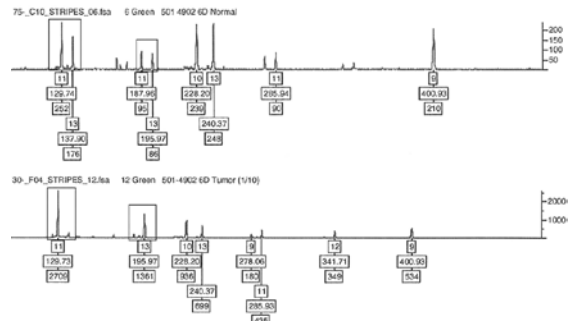 75-_C10_STRIPES_06.fsa 6 Green 501-4902 6D Normal
200
150
100
50
11 11 10 13 11 9
129.74 187.96 228.20 285.94 400.93
252 95 239 90 210
13 13 240.37
137.90 195.97 248
176 86
30-_F04_STRIPES_12.fsa 12 Green 501-4902 6D Tumor (1/10)
2000
1000
11 13 10 13 9 12 9
129.73 195.97 228.20 278.06 341.71 400.93
2709 1361 936 180 349 534
240.37 11
699 285.93